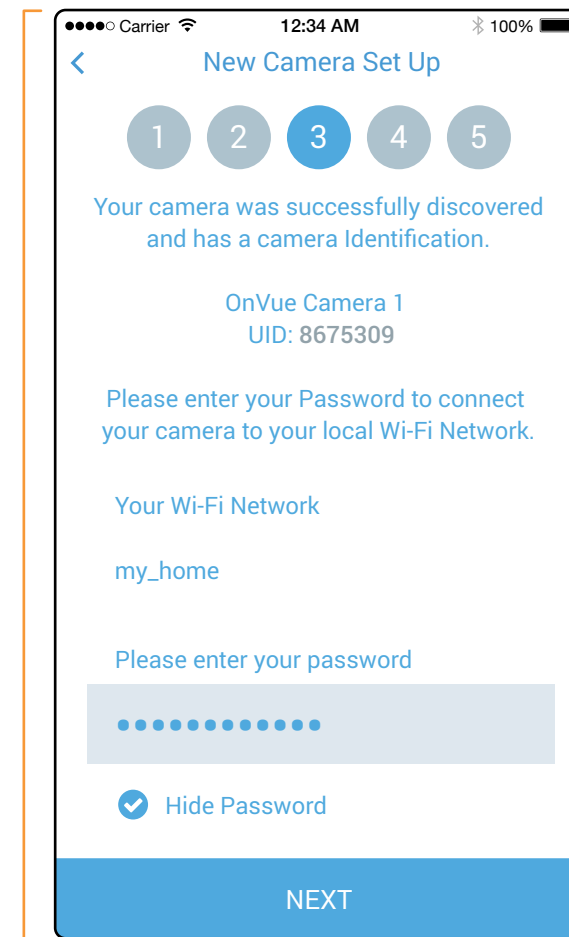 Carrier 12:34 AM 100%
New Camera Set Up
1 2 3 4 5
Your camera was successfully discovered
and has a camera Identification.
OnVue Camera 1
UID: 8675309
Please enter your Password to connect
your camera to your local Wi-Fi Network.
Your Wi-Fi Network
my_home
Please enter your password
••••••••••••
Hide Password
NEXT